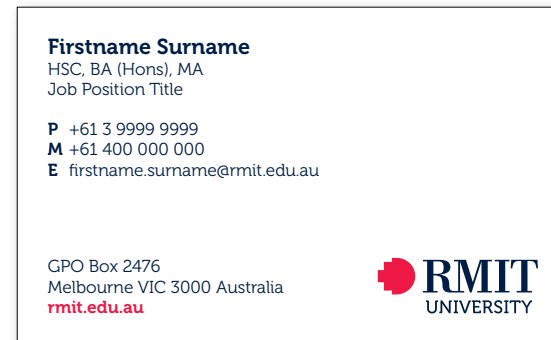 Firstname Surname
HSC, BA (Hons), MA
Job Position Title
P +61 3 9999 9999
M +61 400 000 000
E firstname.surname@rmit.edu.au
GPO Box 2476
Melbourne VIC 3000 Australia
rmit.edu.au
RMIT
UNIVERSITY